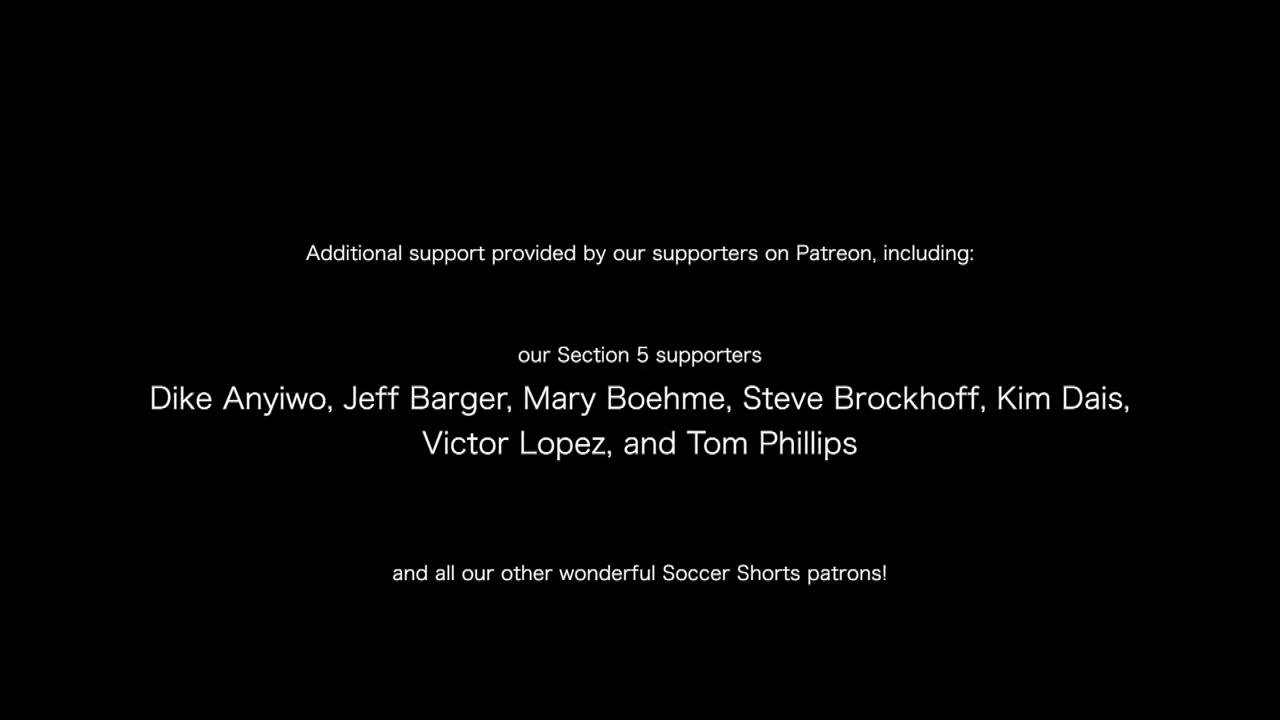 Additional support provided by our supporters on Patreon, including:
our Section 5 supporters
Dike Anyiwo, Jeff Barger, Mary Boehme, Steve Brockhoff, Kim Dais,
Victor Lopez, and Tom Phillips
and all our other wonderful Soccer Shorts patrons!